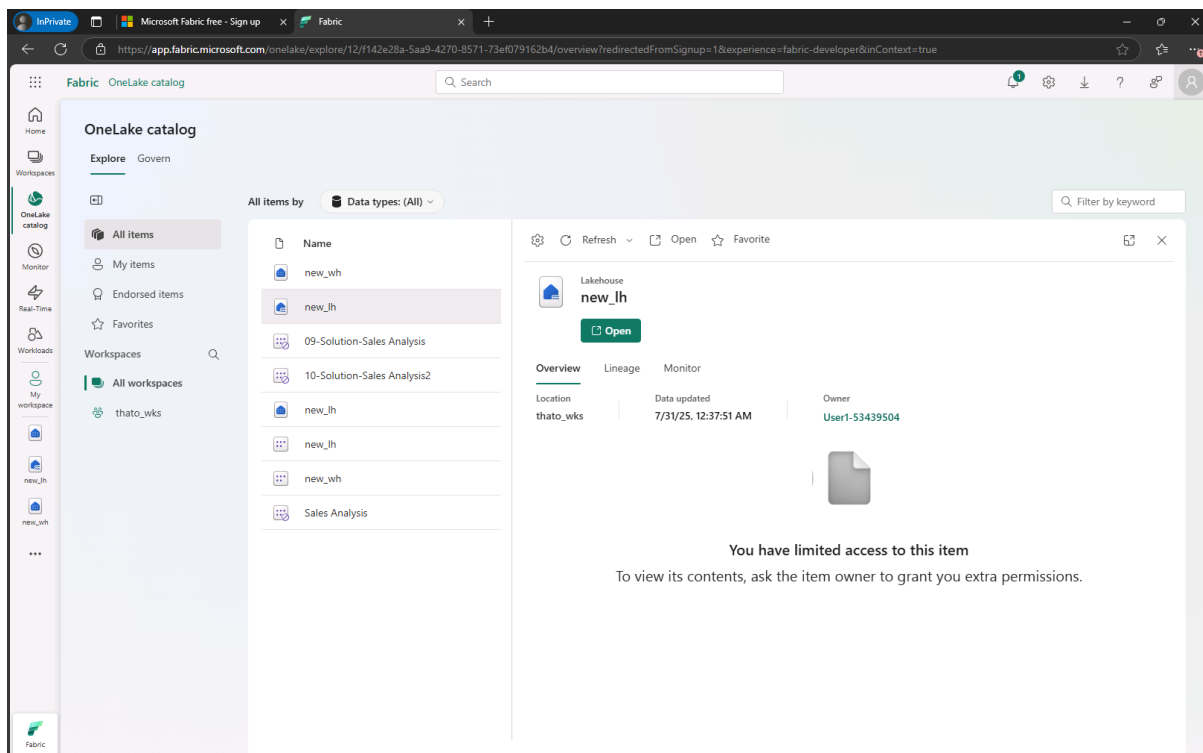 InPrivate
Microsoft Fabric free - Sign up
Fabric
https://app.fabric.microsoft.com/onelake/explore/12/f142e28a-5aa9-4270-8571-73ef079162b4/overview?redirectedFromSignup=1&experience=fabric-developer&inContext=true
Fabric OneLake catalog
Search
1
Home
Workspaces
OneLake
catalog
Monitor
Real-Time
Workloads
My
workspace
new_lh
new_wh
Fabric
OneLake catalog
Explore Govern
All items
My items
Endorsed items
Favorites
Workspaces
All workspaces
thato_wks
All items by Data types: (All)
Filter by keyword
Name
new_wh
new_lh
09-Solution-Sales Analysis
10-Solution-Sales Analysis2
new_lh
new_lh
new_wh
Sales Analysis
Refresh Open Favorite
Lakehouse
new_lh
Open
Overview Lineage Monitor
Location Data updated Owner
thato_wks 7/31/25, 12:37:51 AM User1-53439504
You have limited access to this item
To view its contents, ask the item owner to grant you extra permissions.